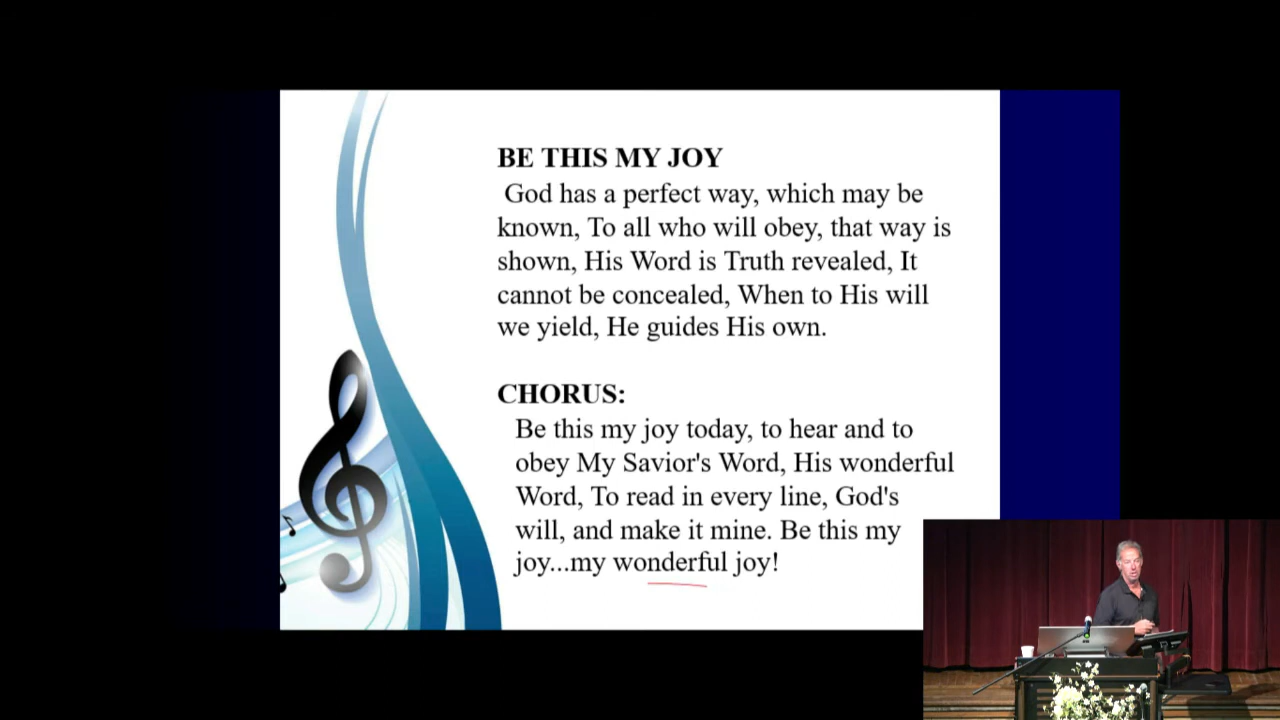 BE THIS MY JOY
God has a perfect way, which may be
known, To all who will obey, that way is
shown, His Word is Truth revealed, It
cannot be concealed, When to His will
we yield, He guides His own.
CHORUS:
Be this my joy today, to hear and to
obey My Savior's Word, His wonderful
Word, To read in every line, God's
will, and make it mine. Be this my
joy...my wonderful joy!